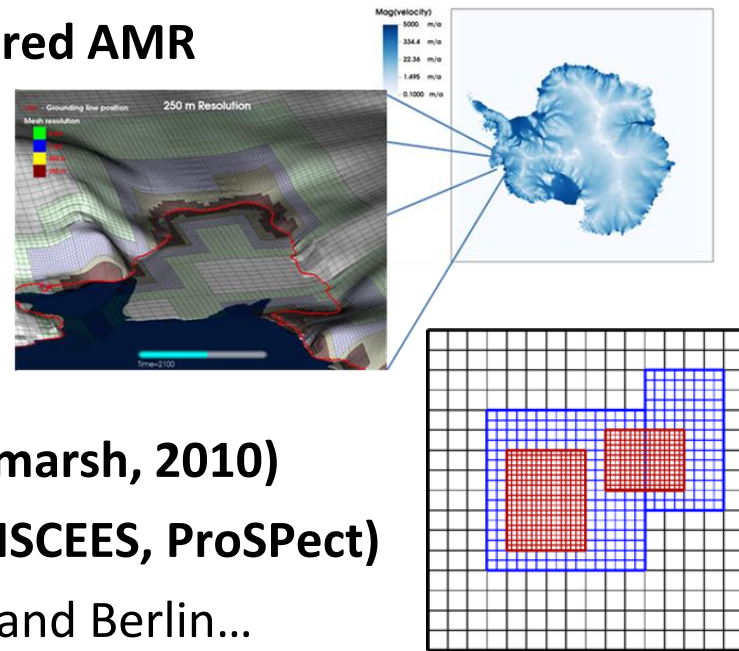 red AMR
Mag(velocity)
5000. m/a
334.4 m/a
22.36 m/a
1.495 m/a
0.1000 m/a
Grounding line position
250 m Resolution
Mesh resolution
Time=2100
marsh, 2010)
ISCEES, ProSPect)
and Berlin…